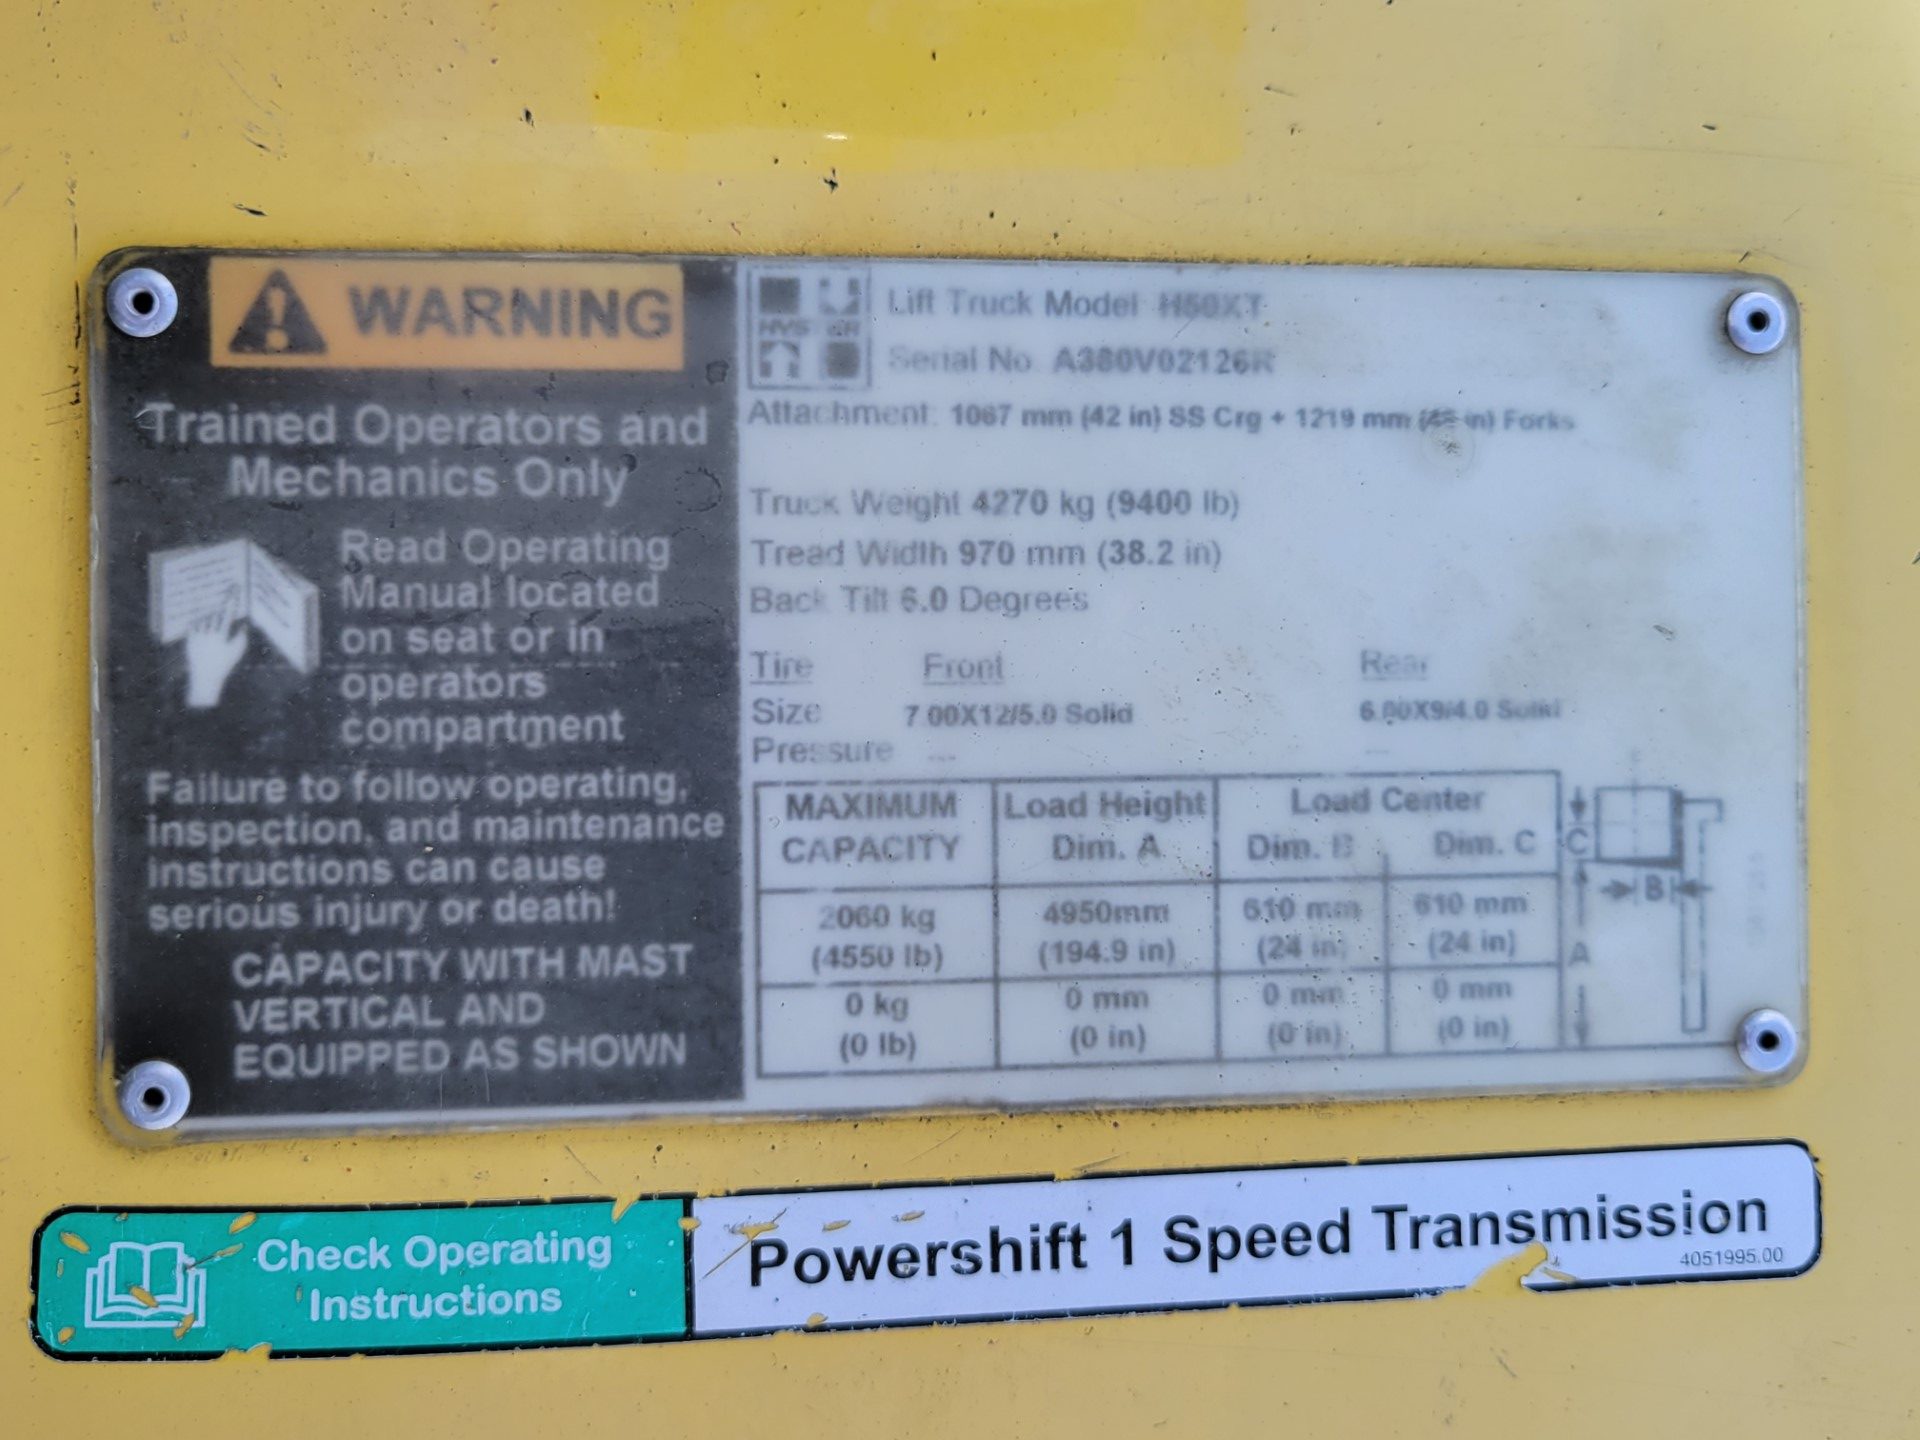 WARNING
Trained Operators and
Mechanics Only
Read Operating
Manual located
on seat or in
operators
compartment
Failure to follow operating,
inspection, and maintenance
instructions can cause
serious injury or death!
CAPACITY WITH MAST
VERTICAL AND
EQUIPPED AS SHOWN
HYSTER
Lift Truck Model H50XT
Serial No A380V02126R
Attachment: 1067 mm (42 in) SS Crg + 1219 mm (48 in) Forks
Truck Weight 4270 kg (9400 lb)
Tread Width 970 mm (38.2 in)
Back Tilt 6.0 Degrees
Tire Front Rear
Size 7.00X12/5.0 Solid 6.00X9/4.0 Solid
Pressure --- ---
MAXIMUM Load Height Load Center
CAPACITY Dim. A Dim. B Dim. C
2060 kg 4950mm 610 mm 610 mm
(4550 lb) (194.9 in) (24 in) (24 in)
0 kg 0 mm 0 mm 0 mm
(0 lb) (0 in) (0 in) (0 in)
C
B
A
Check Operating
Instructions
Powershift 1 Speed Transmission
4051995.00